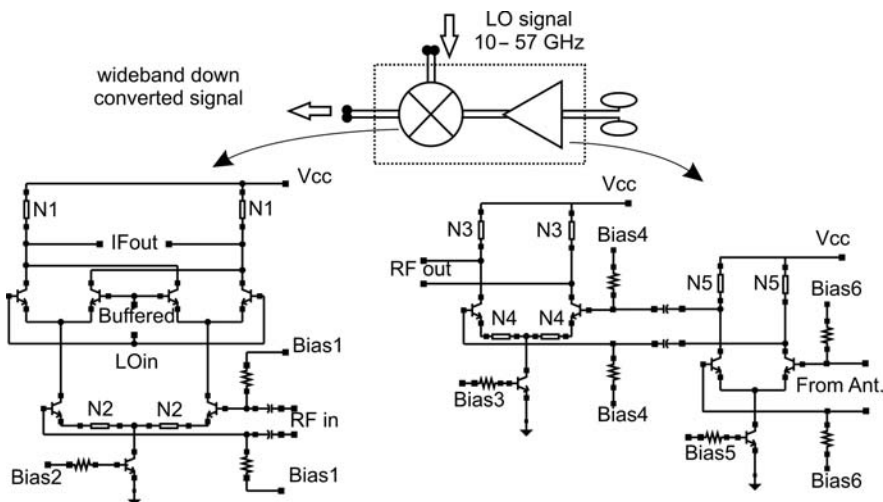 LO signal
10– 57 GHz
wideband down
converted signal
Vcc
N1
N1
IFout
Buffered
LOin
Bias1
N2
N2
RF in
Bias2
Bias1
Vcc
N3
N3
Bias4
RF out
N4
N4
Bias3
Bias4
Vcc
N5
N5
Bias6
From Ant.
Bias5
Bias6